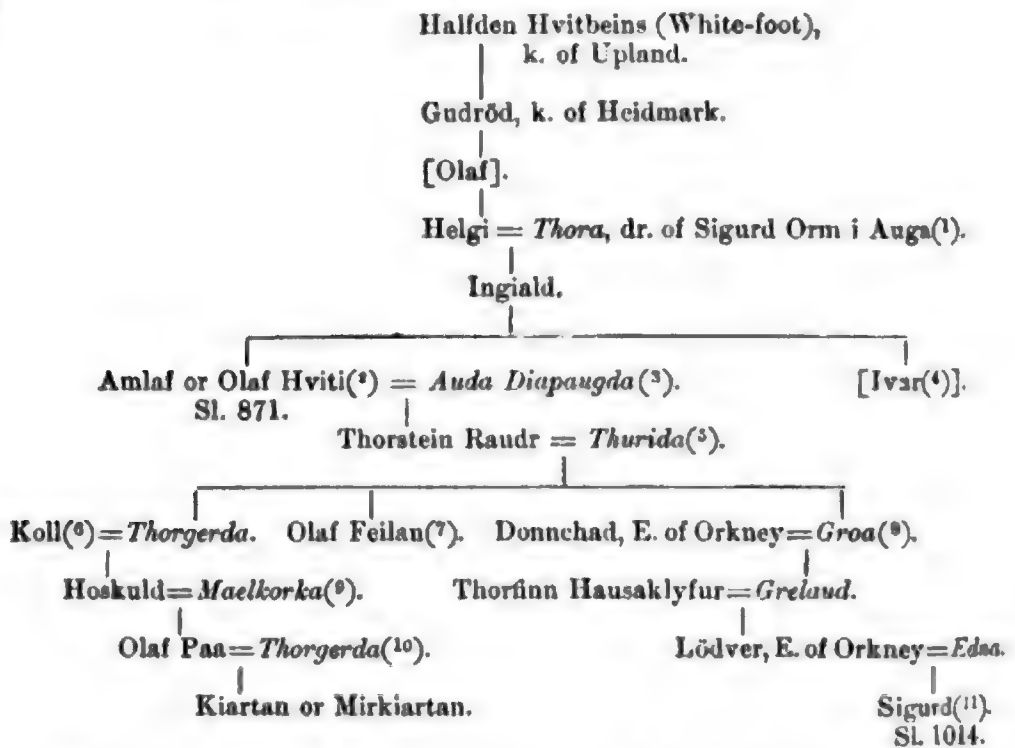 Halfden Hvitbeins (White-foot),
k. of Upland.
Gudröd, k. of Heidmark.
[Olaf].
Helgi = Thora, dr. of Sigurd Orm i Auga(¹).
Ingiald.
Amlaf or Olaf Hviti(²) = Auda Diapaugda(³). [Ivar(⁴)].
Sl. 871.
Thorstein Raudr = Thurida(⁵).
Koll(⁶)=Thorgerda. Olaf Feilan(⁷). Donnchad, E. of Orkney=Groa(⁸).
Hoskuld=Maelkorka(⁹). Thorfinn Hausaklyfur=Grelaud.
Olaf Paa=Thorgerda(¹⁰). Lödver, E. of Orkney=Edna.
Kiartan or Mirkiartan. Sigurd(¹¹).
Sl. 1014.